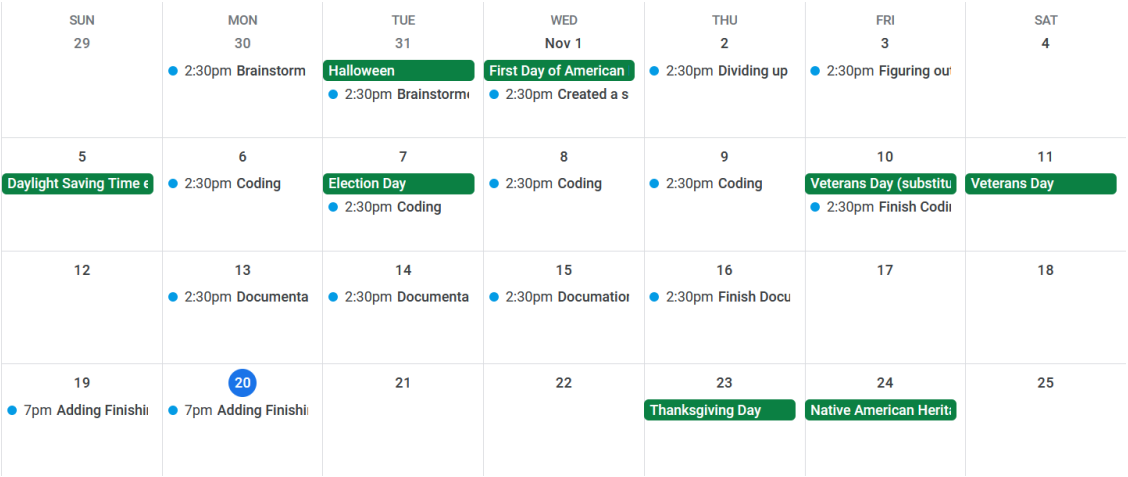 SUN MON TUE WED THU FRI SAT
29 30 31 Nov 1 2 3 4
2:30pm Brainstorm Halloween First Day of American 2:30pm Dividing up 2:30pm Figuring out
2:30pm Brainstorme 2:30pm Created a s
5 6 7 8 9 10 11
Daylight Saving Time e 2:30pm Coding Election Day 2:30pm Coding 2:30pm Coding Veterans Day (substitu Veterans Day
2:30pm Coding 2:30pm Finish Codin
12 13 14 15 16 17 18
2:30pm Documenta 2:30pm Documenta 2:30pm Documation 2:30pm Finish Docu
19 20 21 22 23 24 25
7pm Adding Finishin 7pm Adding Finishin Thanksgiving Day Native American Herita